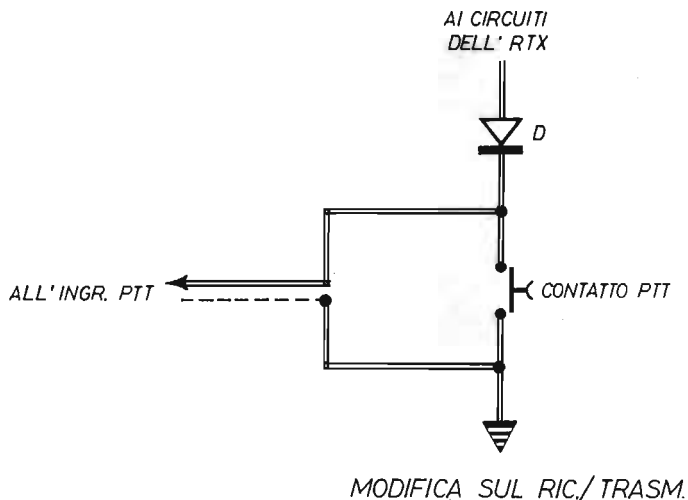 AI CIRCUITI
DELL' RTX
D
ALL'INGR. PTT
CONTATTO PTT
MODIFICA SUL RIC./TRASM.